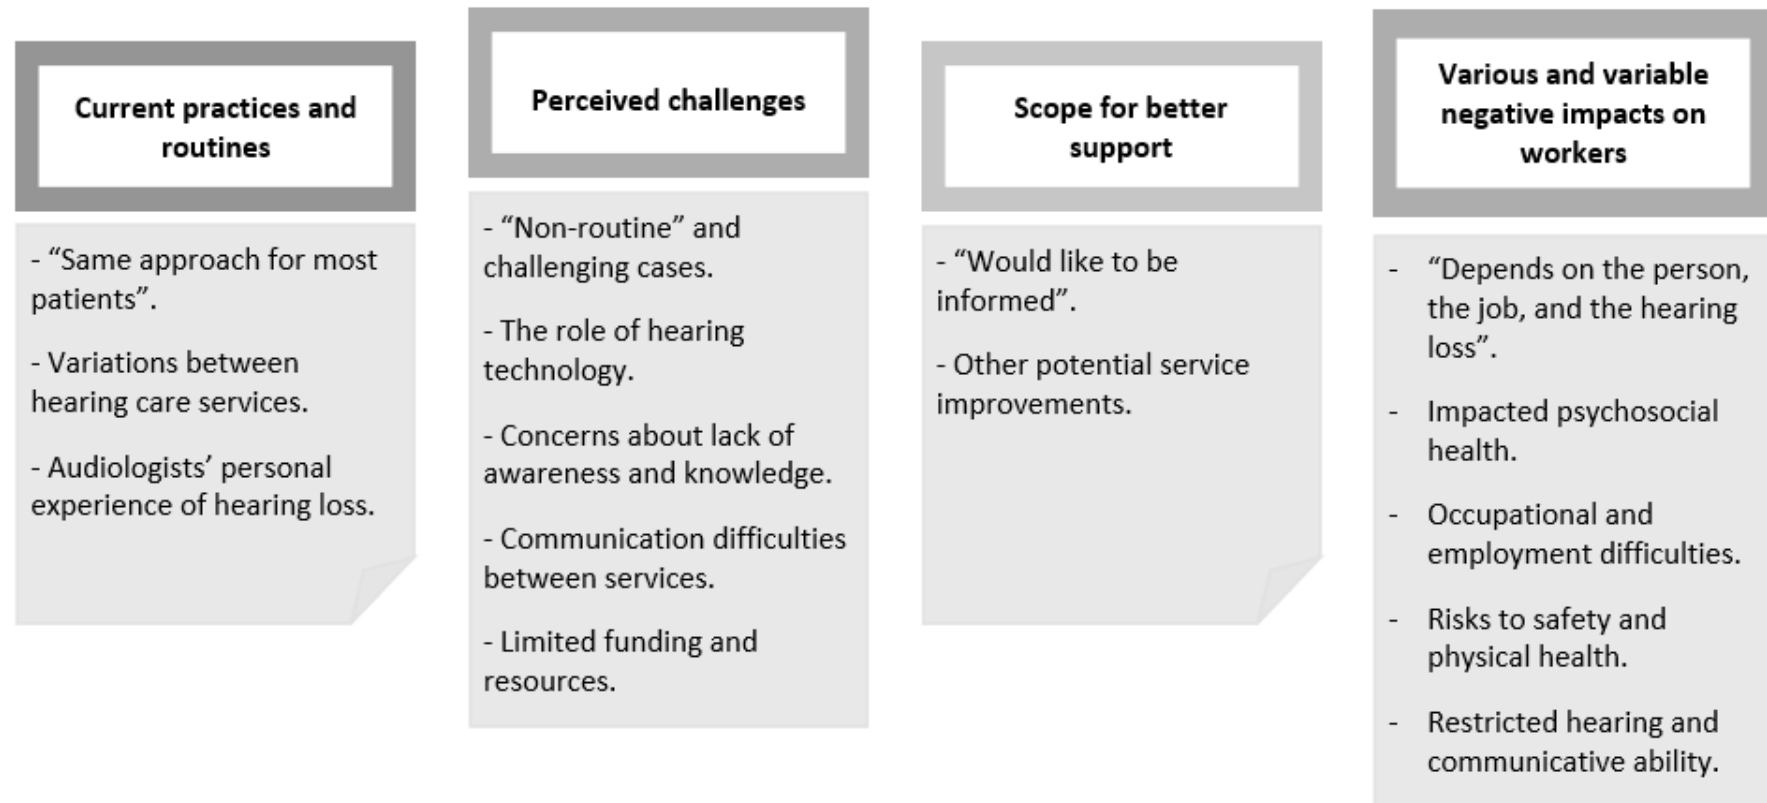 Current practices and
routines
- “Same approach for most
patients”.
- Variations between
hearing care services.
- Audiologists’ personal
experience of hearing loss.
Perceived challenges
- “Non-routine” and
challenging cases.
- The role of hearing
technology.
- Concerns about lack of
awareness and knowledge.
- Communication difficulties
between services.
- Limited funding and
resources.
Scope for better
support
- “Would like to be
informed”.
- Other potential service
improvements.
Various and variable
negative impacts on
workers
- “Depends on the person,
the job, and the hearing
loss”.
- Impacted psychosocial
health.
- Occupational and
employment difficulties.
- Risks to safety and
physical health.
- Restricted hearing and
communicative ability.